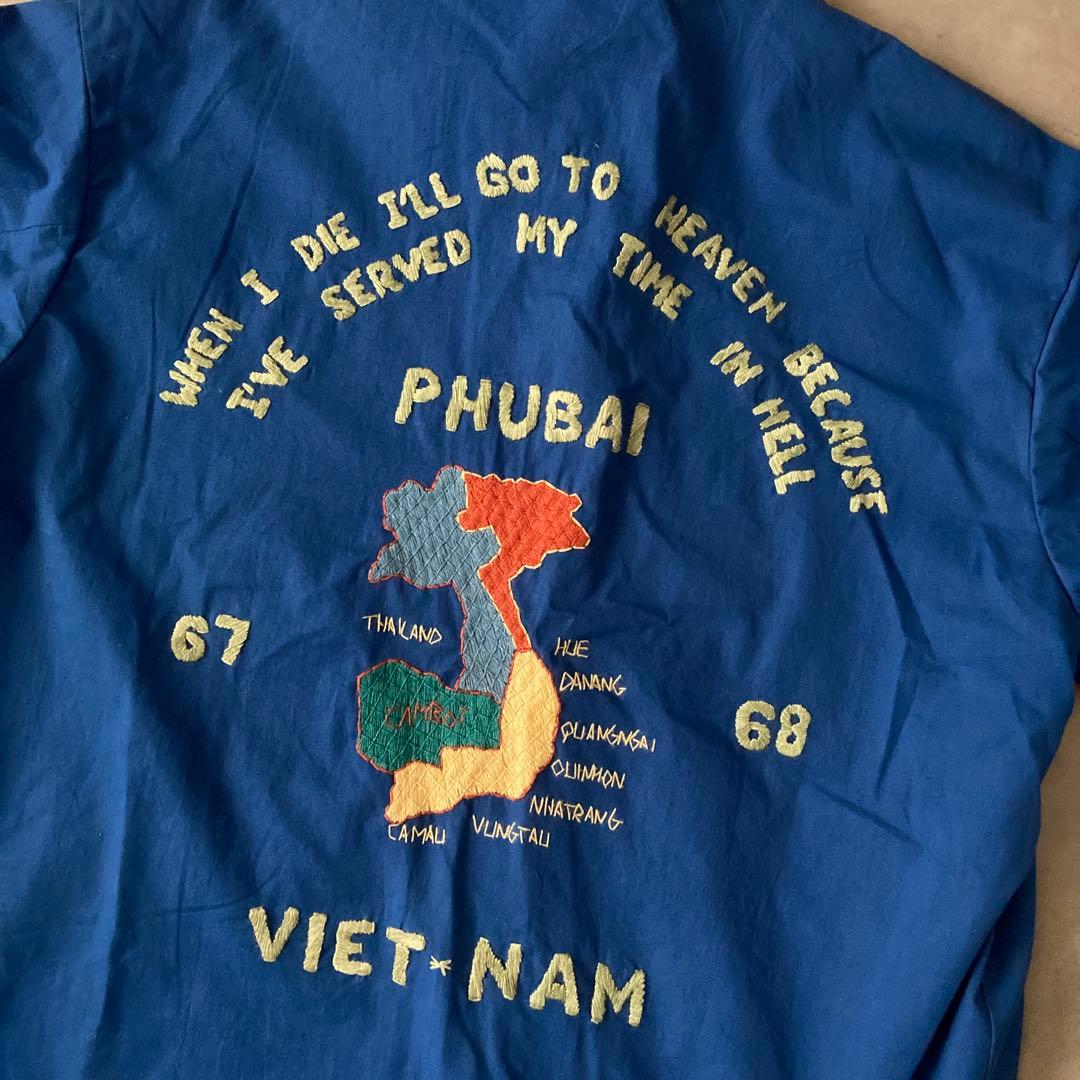 WHEN I DIE I'LL GO TO HEAVEN BECAUSE
I'VE SERVED MY TIME IN HELL
PHUBAI
67
68
THAILAND
HUE
DANANG
CAMBOT
QUANGNGAI
QUINHON
NHATRANG
CAMAU
VUNGTAU
VIET*NAM